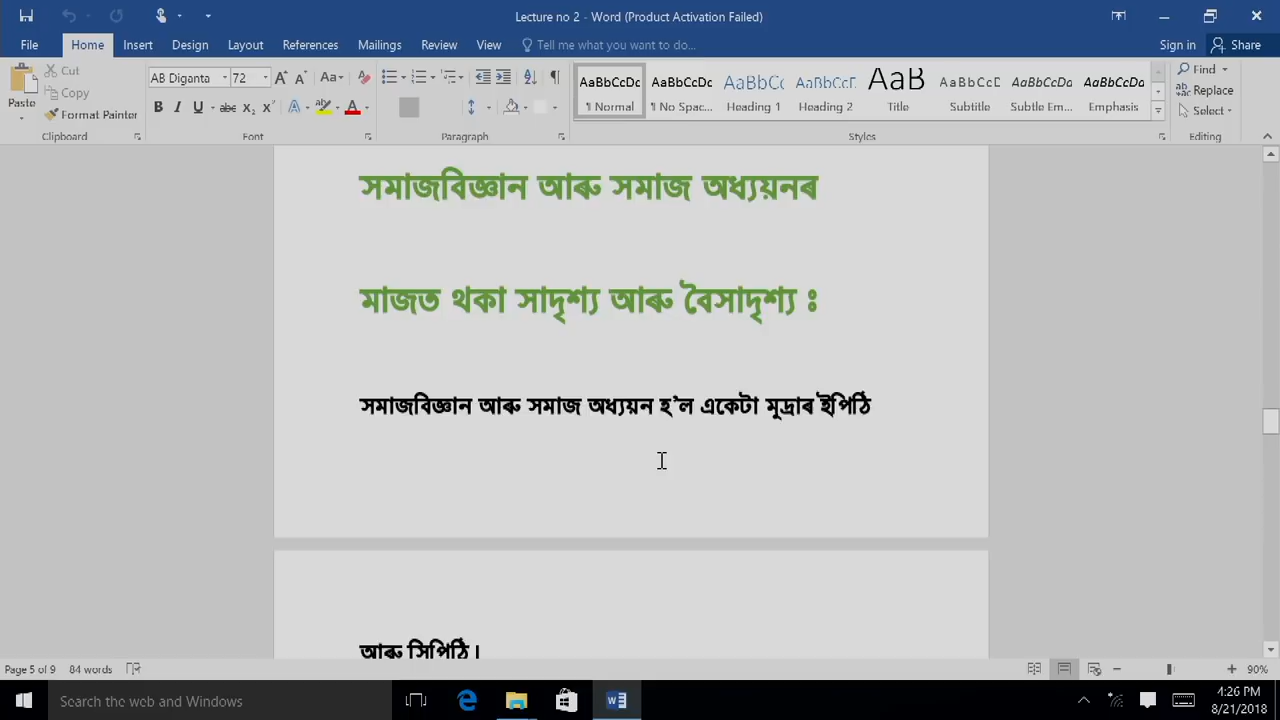 Lecture no 2 - Word (Product Activation Failed)
File Home Insert Design Layout References Mailings Review View Tell me what you want to do... Sign in Share
Paste Cut Copy Format Painter
AB Diganta 72
AaBbCcDc ¶ Normal
AaBbCcDc ¶ No Spac...
AaBbC( Heading 1
AaBbCcC Heading 2
AaB Title
AaBbCcD Subtitle
AaBbCcDc Subtle Em...
AaBbCcDc Emphasis
Find Replace Select
Clipboard Font Paragraph Styles Editing
সমাজবিজ্ঞান আৰু সমাজ অধ্যয়নৰ
মাজত থকা সাদৃশ্য আৰু বৈসাদৃশ্য ঃ
সমাজবিজ্ঞান আৰু সমাজ অধ্যয়ন হ’ল একেটা মূদ্ৰাৰ ইপিঠি
আৰু সিপিঠি।
Page 5 of 9 84 words 90%
Search the web and Windows
4:26 PM
8/21/2018